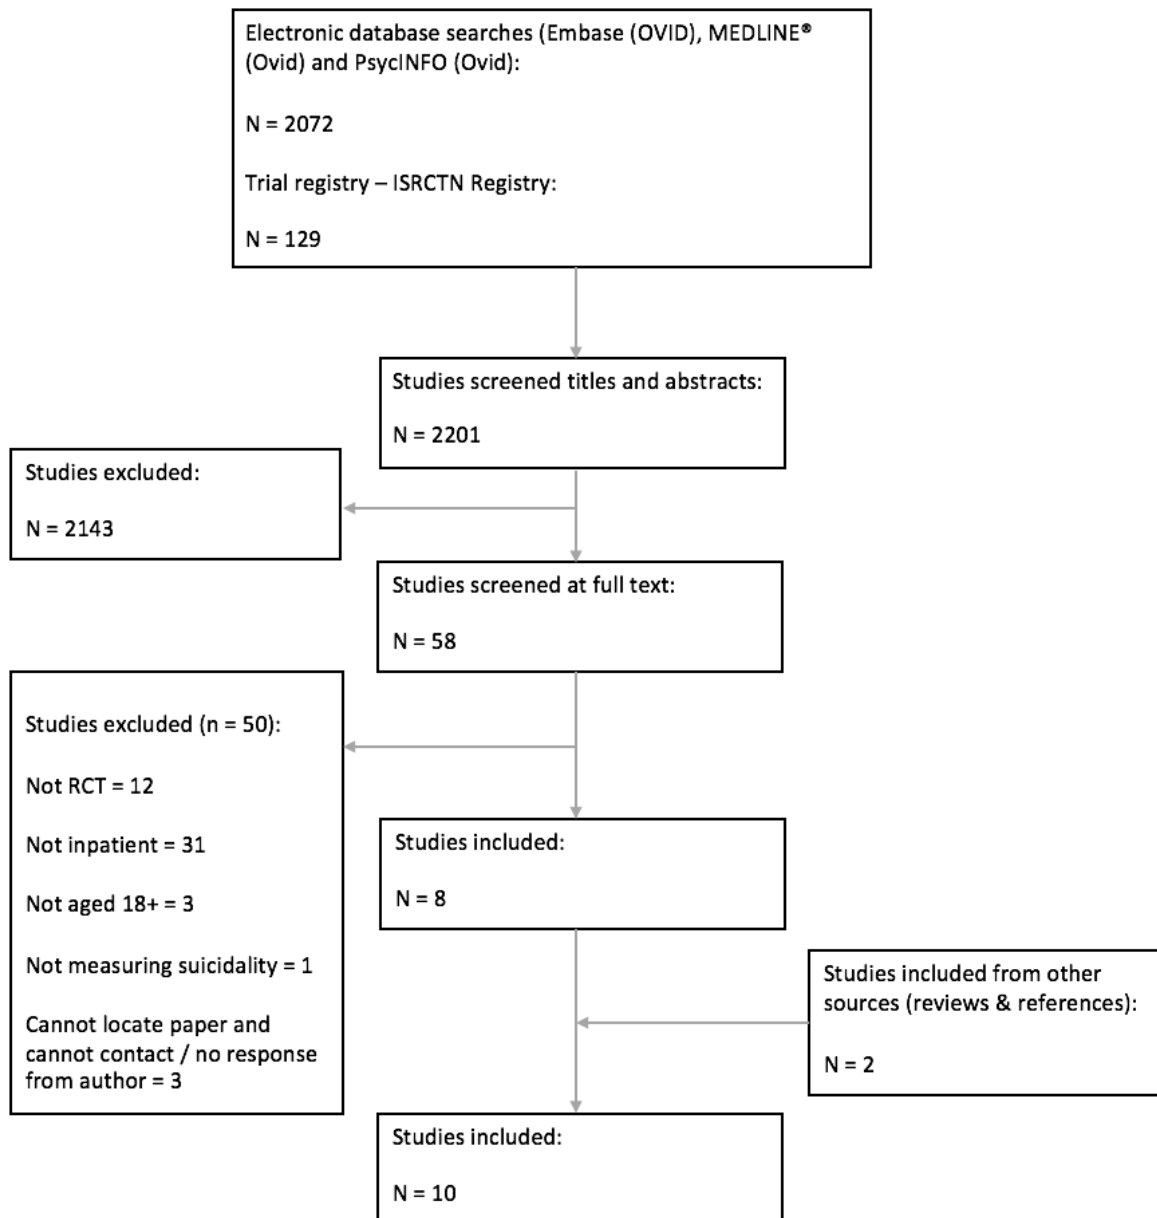 Electronic database searches (Embase (OVID), MEDLINE®
(Ovid) and PsycINFO (Ovid):
N = 2072
Trial registry – ISRCTN Registry:
N = 129
Studies screened titles and abstracts:
N = 2201
Studies excluded:
N = 2143
Studies screened at full text:
N = 58
Studies excluded (n = 50):
Not RCT = 12
Not inpatient = 31
Not aged 18+ = 3
Not measuring suicidality = 1
Cannot locate paper and
cannot contact / no response
from author = 3
Studies included:
N = 8
Studies included from other
sources (reviews & references):
N = 2
Studies included:
N = 10